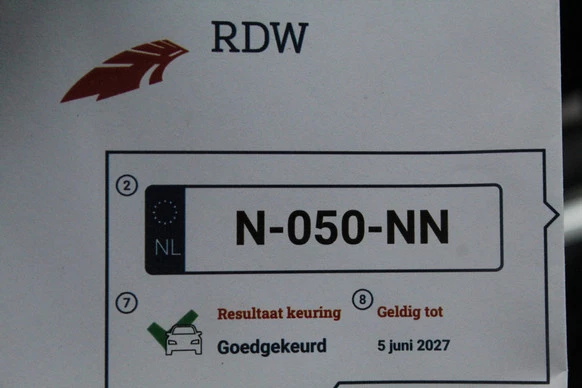 RDW
2
NL
N-050-NN
7
Resultaat keuring
Goedgekeurd
8
Geldig tot
5 juni 2027